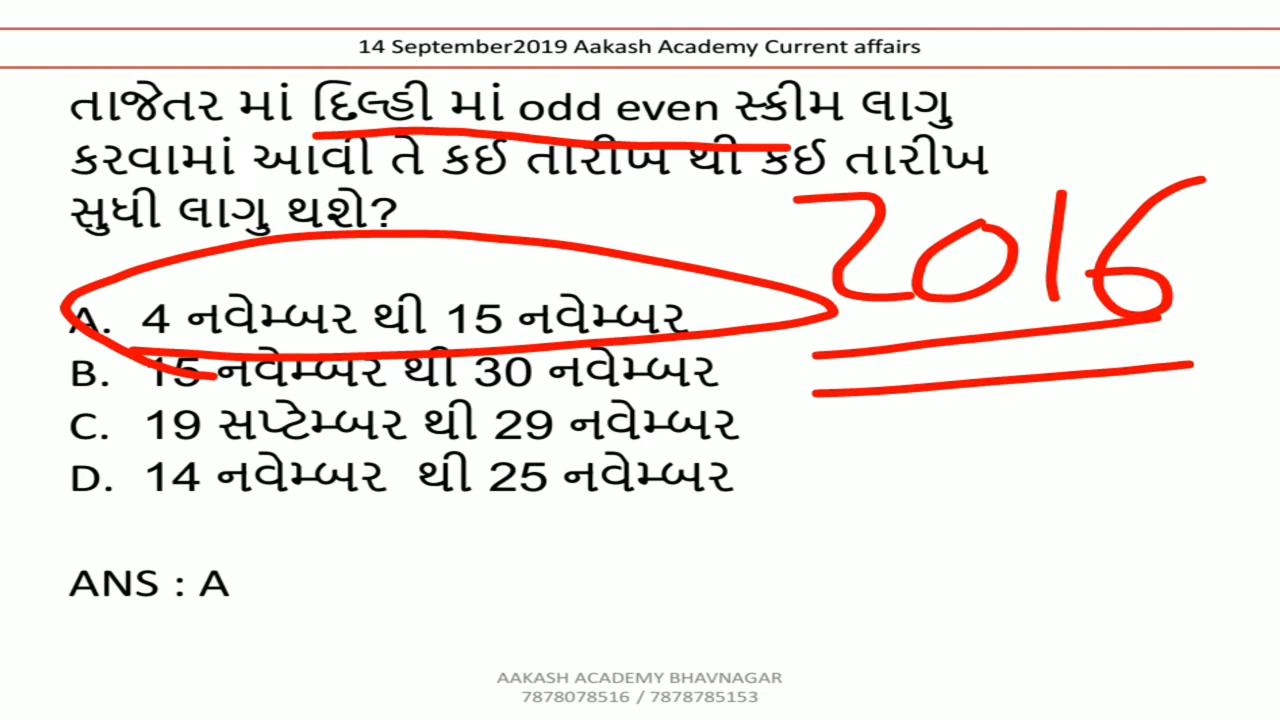 14 September2019 Aakash Academy Current affairs
તાજેતર માં દિલ્હી માં odd even સ્કીમ લાગુ
કરવામાં આવી તે કઈ તારીખ થી કઈ તારીખ
સુધી લાગુ થશે?
2016
A. 4 નવેમ્બર થી 15 નવેમ્બર
B. 15 નવેમ્બર થી 30 નવેમ્બર
C. 19 સપ્ટેમ્બર થી 29 નવેમ્બર
D. 14 નવેમ્બર થી 25 નવેમ્બર
ANS : A
AAKASH ACADEMY BHAVNAGAR
7878078516 / 7878785153